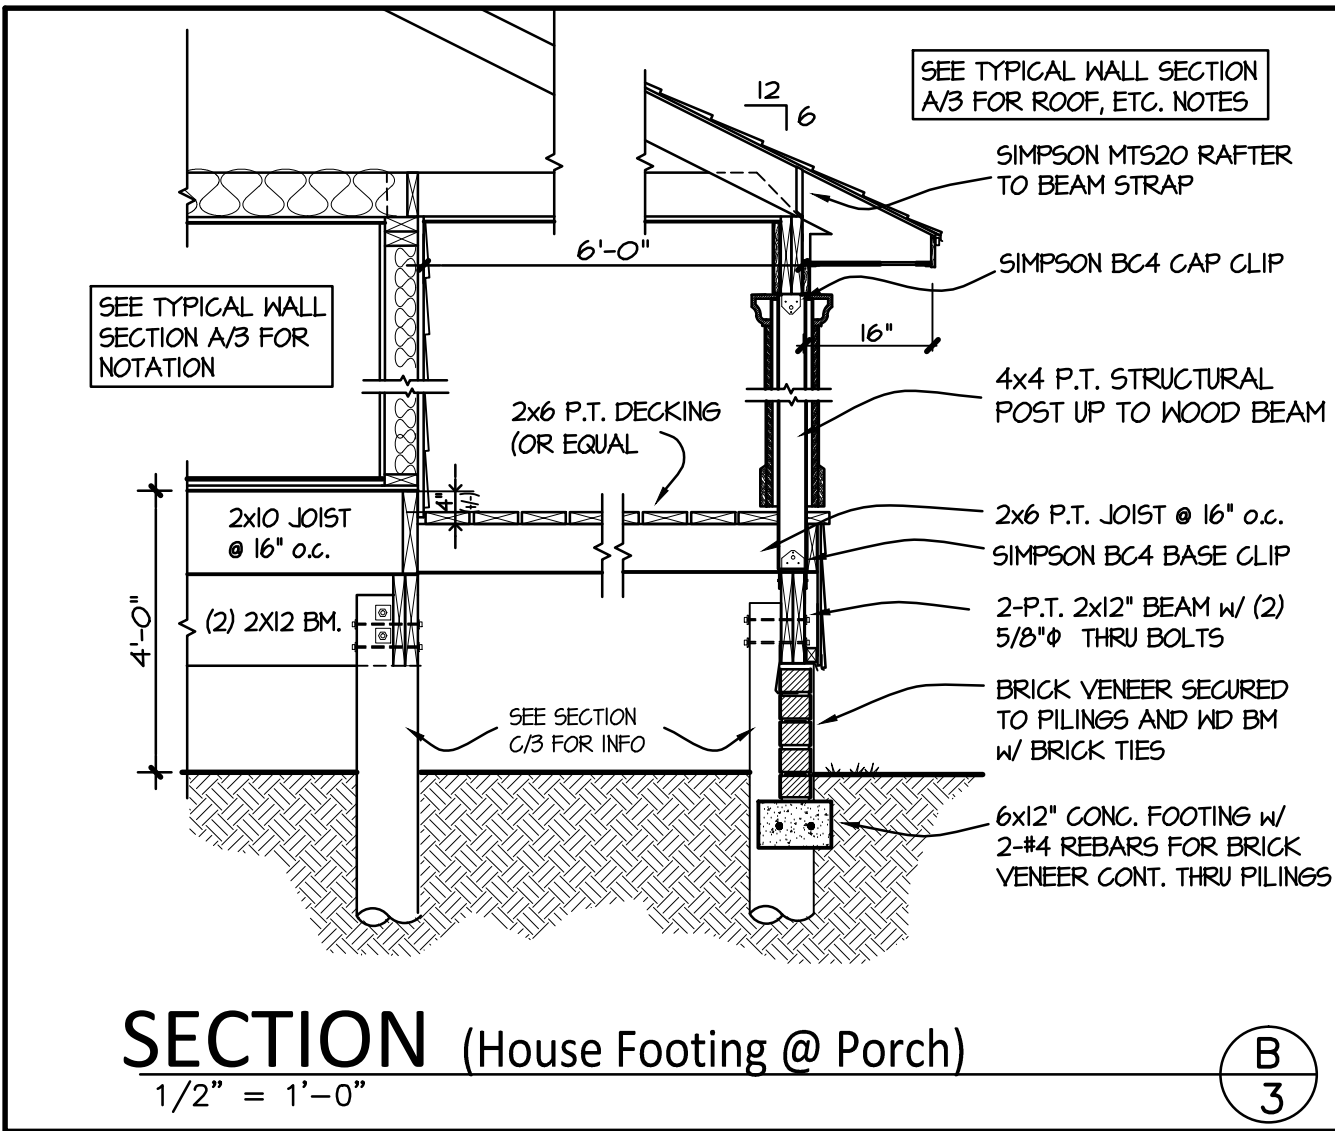 12
6
SEE TYPICAL WALL SECTION
A/3 FOR ROOF, ETC. NOTES
SIMPSON MTS20 RAFTER
TO BEAM STRAP
6'-0"
SIMPSON BC4 CAP CLIP
SEE TYPICAL WALL
SECTION A/3 FOR
NOTATION
16"
4x4 P.T. STRUCTURAL
POST UP TO WOOD BEAM
2x6 P.T. DECKING
(OR EQUAL
4"
(+/-)
2x10 JOIST
@ 16" o.c.
2x6 P.T. JOIST @ 16" o.c.
SIMPSON BC4 BASE CLIP
4'-0"
(2) 2X12 BM.
2-P.T. 2x12" BEAM w/ (2)
5/8"Φ THRU BOLTS
SEE SECTION
C/3 FOR INFO
BRICK VENEER SECURED
TO PILINGS AND WD BM
w/ BRICK TIES
6x12" CONC. FOOTING w/
2-#4 REBARS FOR BRICK
VENEER CONT. THRU PILINGS
SECTION (House Footing @ Porch)
1/2" = 1'-0"
B
3